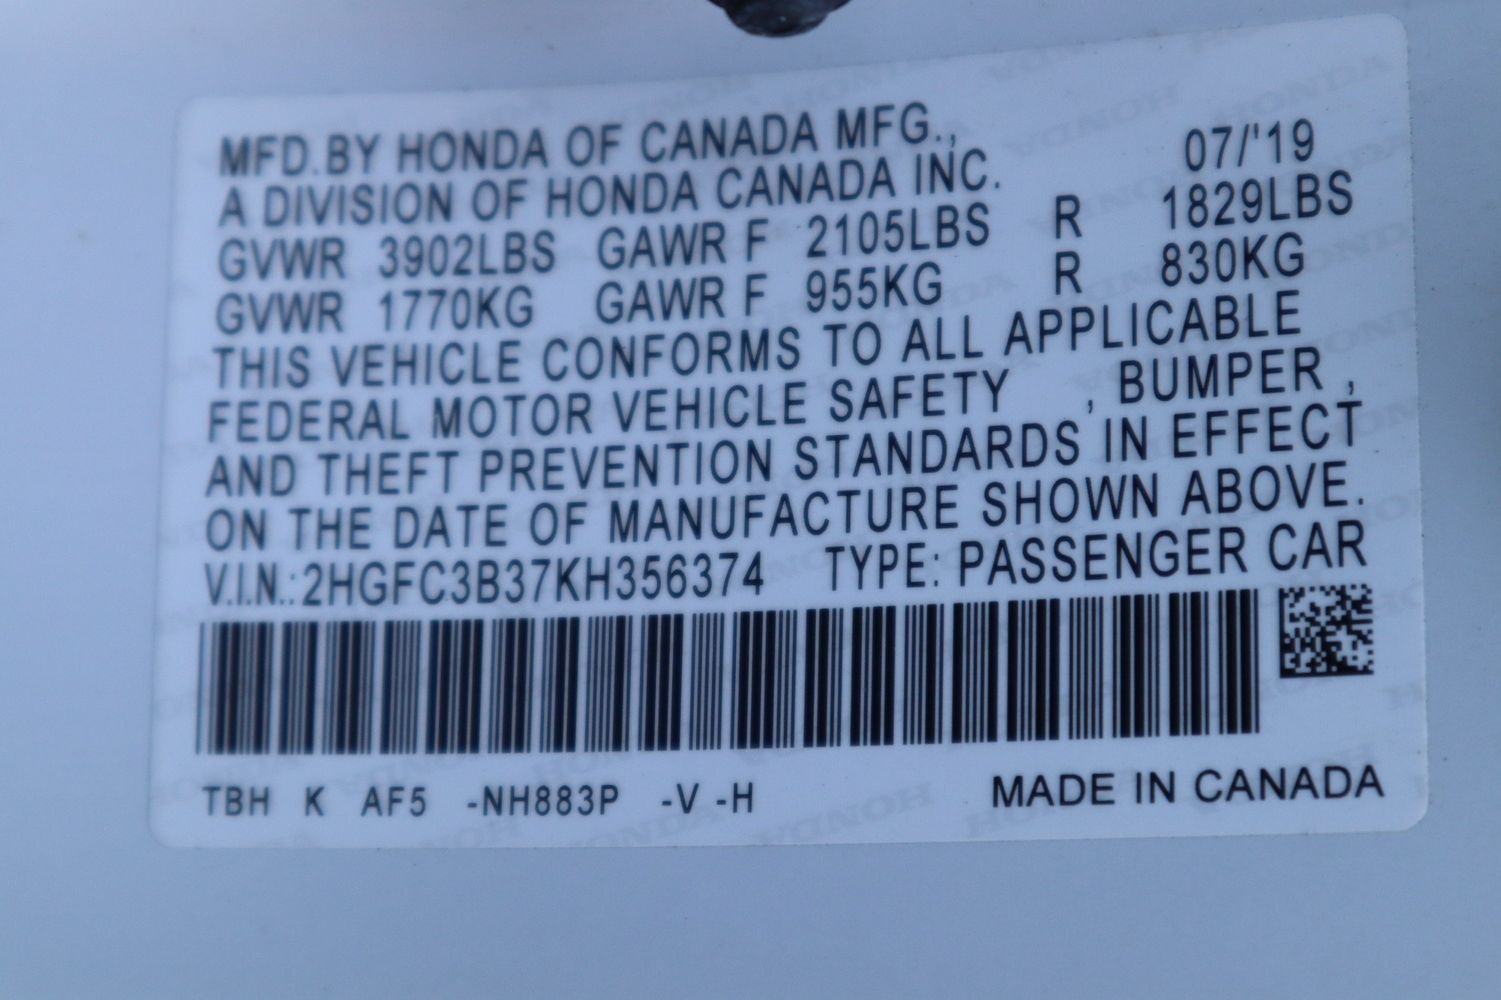 MFD.BY HONDA OF CANADA MFG.,
A DIVISION OF HONDA CANADA INC. 07/'19
GVWR 3902LBS GAWR F 2105LBS R 1829LBS
GVWR 1770KG GAWR F 955KG R 830KG
THIS VEHICLE CONFORMS TO ALL APPLICABLE
FEDERAL MOTOR VEHICLE SAFETY , BUMPER ,
AND THEFT PREVENTION STANDARDS IN EFFECT
ON THE DATE OF MANUFACTURE SHOWN ABOVE.
V.I.N.:2HGFC3B37KH356374 TYPE: PASSENGER CAR
TBH K AF5 -NH883P -V -H MADE IN CANADA